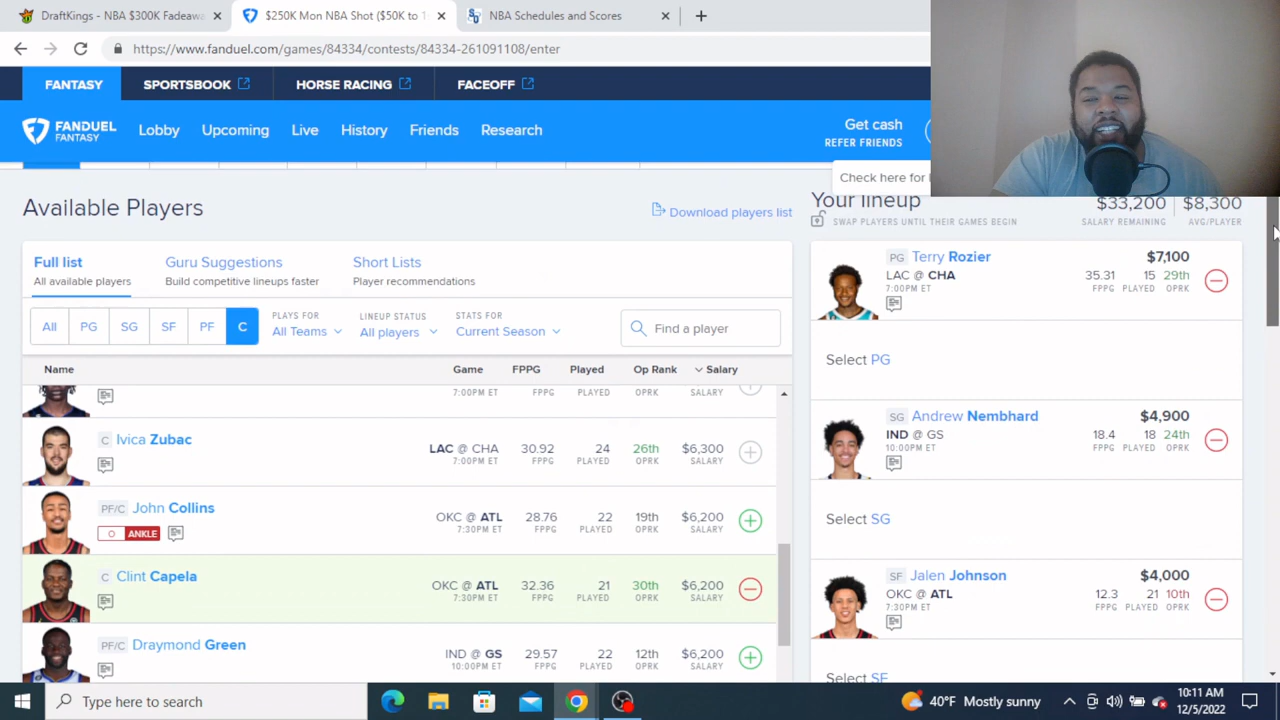 DraftKings - NBA $300K Fadeawa
$250K Mon NBA Shot ($50K to 1
NBA Schedules and Scores
https://www.fanduel.com/games/84334/contests/84334-261091108/enter
FANTASY SPORTSBOOK HORSE RACING FACEOFF
FANDUEL FANTASY
Lobby Upcoming Live History Friends Research
Get cash
REFER FRIENDS
Check here for
Available Players
Download players list
Full list
All available players
Guru Suggestions
Build competitive lineups faster
Short Lists
Player recommendations
All PG SG SF PF C
PLAYS FOR
All Teams
LINEUP STATUS
All players
STATS FOR
Current Season
Find a player
Name Game FPPG Played Op Rank Salary
7:00PM ET FPPG PLAYED OPRK SALARY
C Ivica Zubac
LAC @ CHA 30.92 24 26th $6,300
7:00PM ET FPPG PLAYED OPRK SALARY
PF/C John Collins
O ANKLE
OKC @ ATL 28.76 22 19th $6,200
7:30PM ET FPPG PLAYED OPRK SALARY
C Clint Capela
OKC @ ATL 32.36 21 30th $6,200
7:30PM ET FPPG PLAYED OPRK SALARY
PF/C Draymond Green
IND @ GS 29.57 22 12th $6,200
10:00PM ET FPPG PLAYED OPRK SALARY
Your lineup
SWAP PLAYERS UNTIL THEIR GAMES BEGIN
$33,200 $8,300
SALARY REMAINING AVG/PLAYER
PG Terry Rozier $7,100
LAC @ CHA 35.31 15 29th
7:00PM ET FPPG PLAYED OPRK
Select PG
SG Andrew Nembhard $4,900
IND @ GS 18.4 18 24th
10:00PM ET FPPG PLAYED OPRK
Select SG
SF Jalen Johnson $4,000
OKC @ ATL 12.3 21 10th
7:30PM ET FPPG PLAYED OPRK
Select SF
Type here to search
40°F Mostly sunny
10:11 AM
12/5/2022